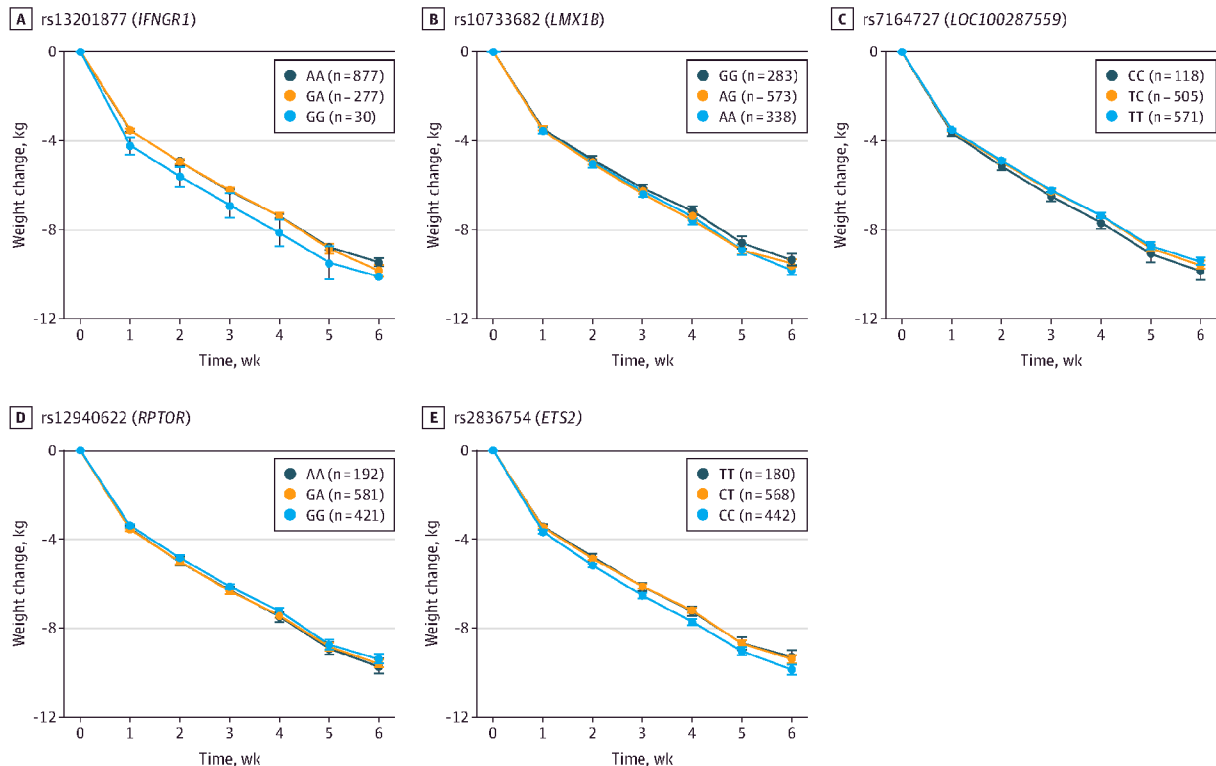 A rs13201877 (IFNGR1)
0
-4
-8
-12
Weight change, kg
AA (n=877)
GA (n=277)
GG (n=30)
0 1 2 3 4 5 6
Time, wk
B rs10733682 (LMX1B)
0
-4
-8
-12
Weight change, kg
GG (n=283)
AG (n=573)
AA (n=338)
0 1 2 3 4 5 6
Time, wk
C rs7164727 (LOC100287559)
0
-4
-8
-12
Weight change, kg
CC (n=118)
TC (n=505)
TT (n=571)
0 1 2 3 4 5 6
Time, wk
D rs12940622 (RPTOR)
0
-4
-8
-12
Weight change, kg
AA (n=192)
GA (n=581)
GG (n=421)
0 1 2 3 4 5 6
Time, wk
E rs2836754 (ETS2)
0
-4
-8
-12
Weight change, kg
TT (n=180)
CT (n=568)
CC (n=442)
0 1 2 3 4 5 6
Time, wk